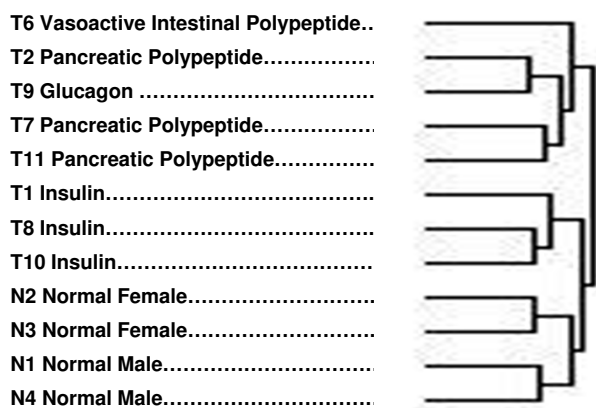 T6 Vasoactive Intestinal Polypeptide..
T2 Pancreatic Polypeptide....................
T9 Glucagon ..........................................
T7 Pancreatic Polypeptide....................
T11 Pancreatic Polypeptide..................
T1 Insulin................................................
T8 Insulin................................................
T10 Insulin..............................................
N2 Normal Female..................................
N3 Normal Female..................................
N1 Normal Male......................................
N4 Normal Male......................................